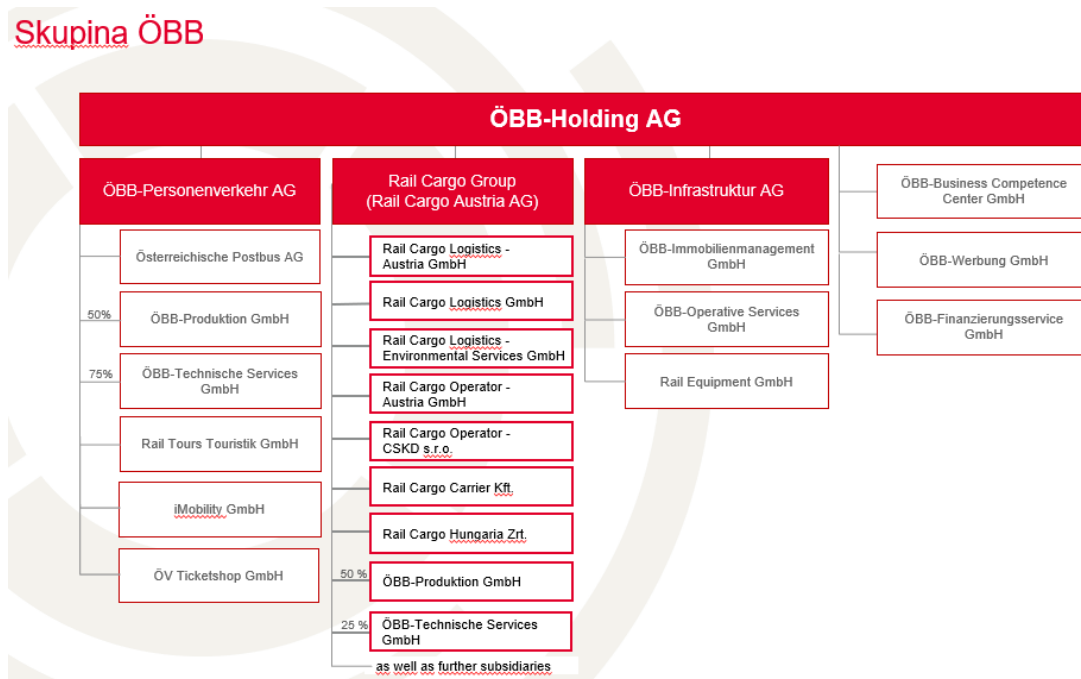 Skupina ÖBB
ÖBB-Holding AG
ÖBB-Personenverkehr AG
Österreichische Postbus AG
50%
ÖBB-Produktion GmbH
75%
ÖBB-Technische Services
GmbH
Rail Tours Touristik GmbH
iMobility GmbH
ÖV Ticketshop GmbH
Rail Cargo Group
(Rail Cargo Austria AG)
Rail Cargo Logistics -
Austria GmbH
Rail Cargo Logistics GmbH
Rail Cargo Logistics -
Environmental Services GmbH
Rail Cargo Operator -
Austria GmbH
Rail Cargo Operator -
CSKD s.r.o.
Rail Cargo Carrier Kft.
Rail Cargo Hungaria Zrt.
50 %
ÖBB-Produktion GmbH
25 %
ÖBB-Technische Services
GmbH
as well as further subsidiaries
ÖBB-Infrastruktur AG
ÖBB-Immobilienmanagement
GmbH
ÖBB-Operative Services
GmbH
Rail Equipment GmbH
ÖBB-Business Competence
Center GmbH
ÖBB-Werbung GmbH
ÖBB-Finanzierungsservice
GmbH